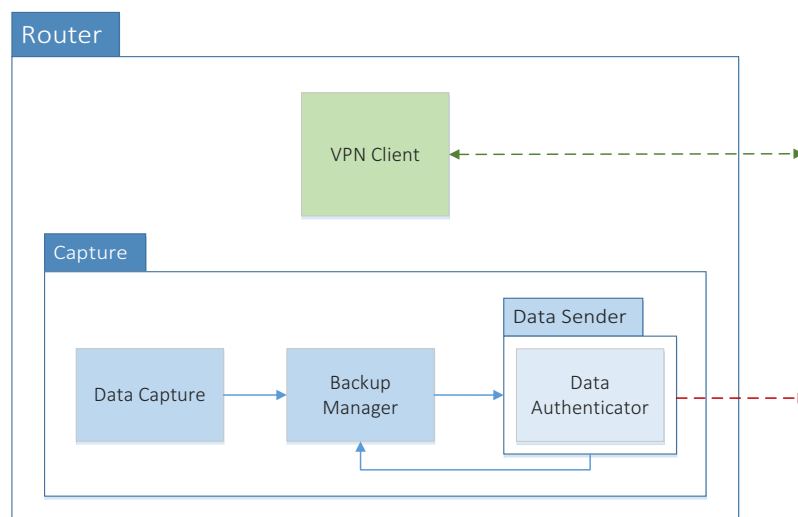 Router
VPN Client
Capture
Data Sender
Data Capture
Backup
Manager
Data
Authenticator